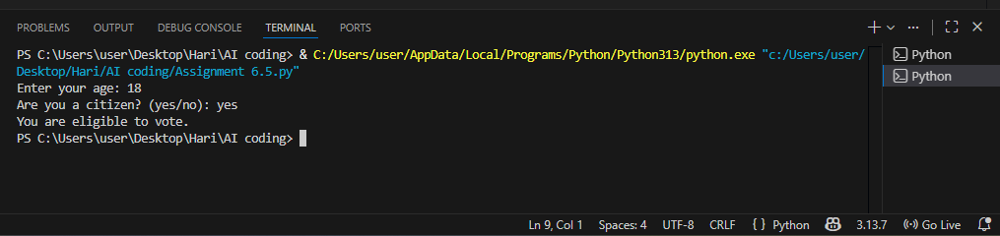 PROBLEMS OUTPUT DEBUG CONSOLE TERMINAL PORTS
PS C:\Users\user\Desktop\Hari\AI coding> & C:/Users/user/AppData/Local/Programs/Python/Python313/python.exe "c:/Users/user/
Desktop/Hari/AI coding/Assignment 6.5.py"
Enter your age: 18
Are you a citizen? (yes/no): yes
You are eligible to vote.
PS C:\Users\user\Desktop\Hari\AI coding>
Python
Python
Ln 9, Col 1 Spaces: 4 UTF-8 CRLF { } Python 3.13.7 Go Live